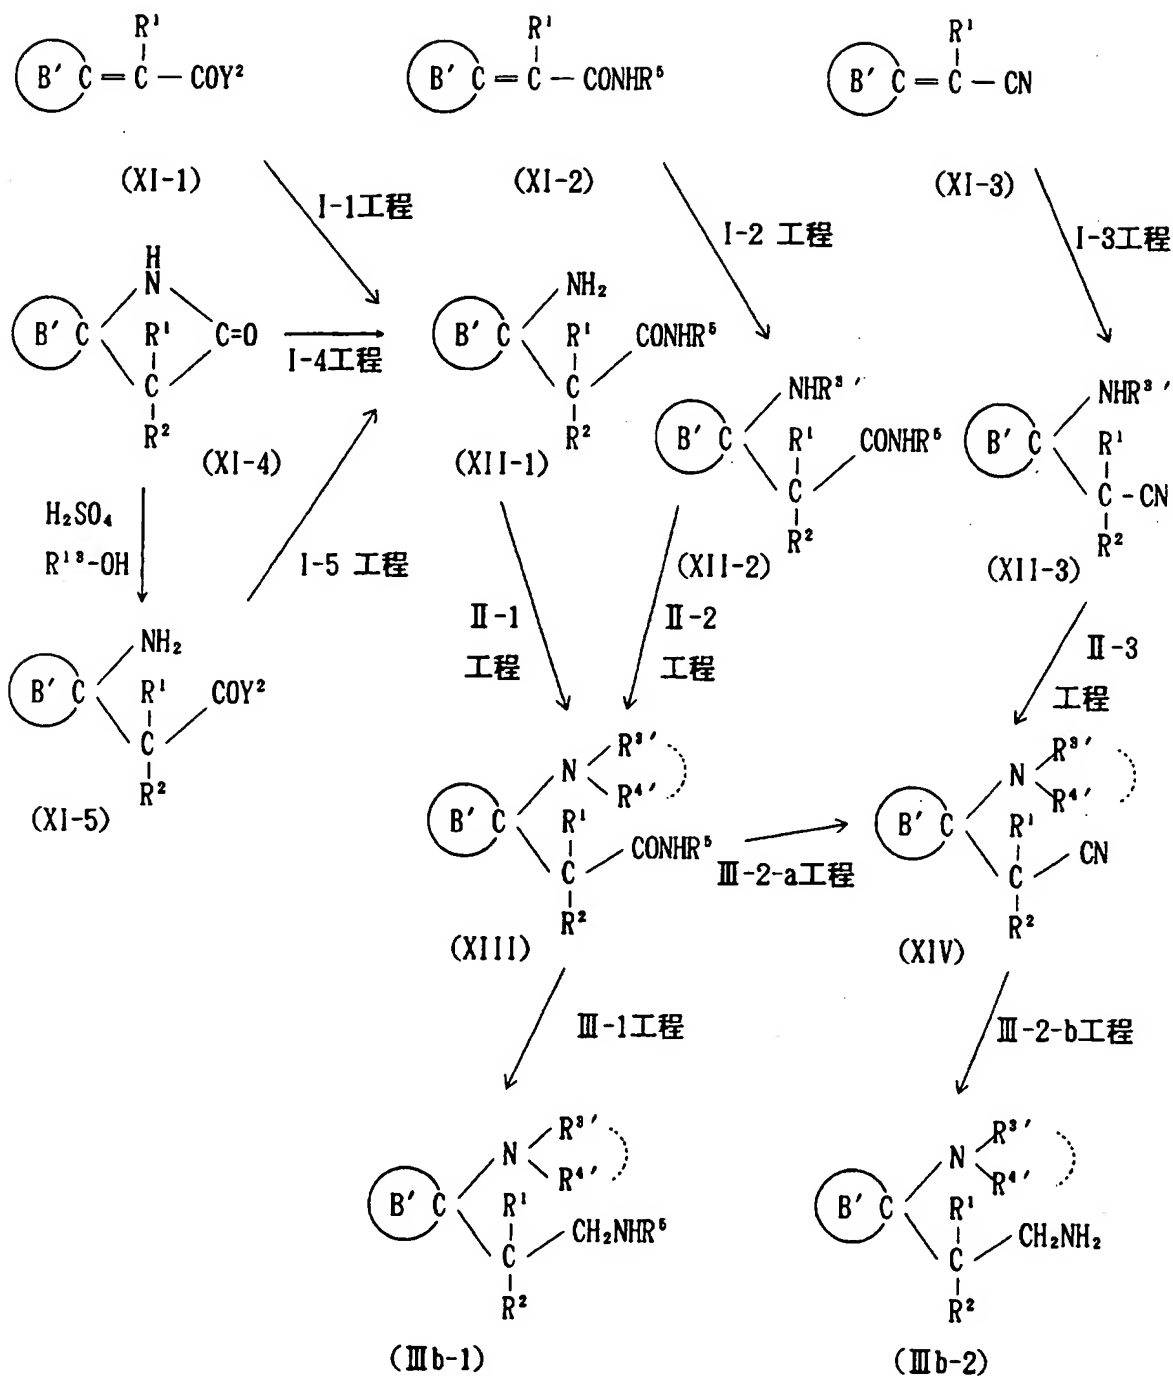 R¹ R¹ R¹
B′ C = C — COY² B′ C = C — CONHR⁵ B′ C = C — CN
(XI-1) (XI-2) (XI-3)
I-1工程 I-2 工程 I-3工程
H
N NH₂
B′ C R¹ C=O I-4工程 B′ C R¹ CONHR⁵
C C
R² R²
(XI-4) (XII-1)
NHR³′ NHR³′
B′ C R¹ CONHR⁵ B′ C R¹
C C-CN
R² R²
(XII-2) (XII-3)
H₂SO₄
R¹³-OH
I-5 工程
II-1
工程
II-2
工程
II-3
工程
NH₂
B′ C R¹ COY²
C
R²
(XI-5)
N R³′ R⁴′
B′ C R¹ CONHR⁵
C
R²
(XIII)
III-2-a工程
N R³′ R⁴′
B′ C R¹ CN
C
R²
(XIV)
III-1工程 III-2-b工程
N R³′ R⁴′
B′ C R¹ CH₂NHR⁵
C
R²
(IIIb-1)
N R³′ R⁴′
B′ C R¹ CH₂NH₂
C
R²
(IIIb-2)